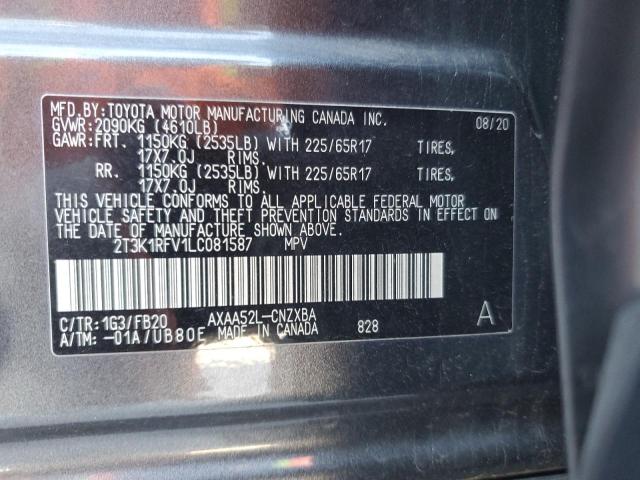 MFD.BY:TOYOTA MOTOR MANUFACTURING CANADA INC. 08/20
GVWR:2090KG (4610LB)
GAWR:FRT. 1150KG (2535LB) WITH 225/65R17 TIRES,
17X7.0J RIMS.
RR. 1150KG (2535LB) WITH 225/65R17 TIRES,
17X7.0J RIMS.
THIS VEHICLE CONFORMS TO ALL APPLICABLE FEDERAL MOTOR
VEHICLE SAFETY AND THEFT PREVENTION STANDARDS IN EFFECT ON
THE DATE OF MANUFACTURE SHOWN ABOVE.
2T3K1RFV1LC081587 MPV
C/TR:1G3/FB20 AXAA52L-CNZXBA
A/TM:-01A/UB80E MADE IN CANADA 828 A